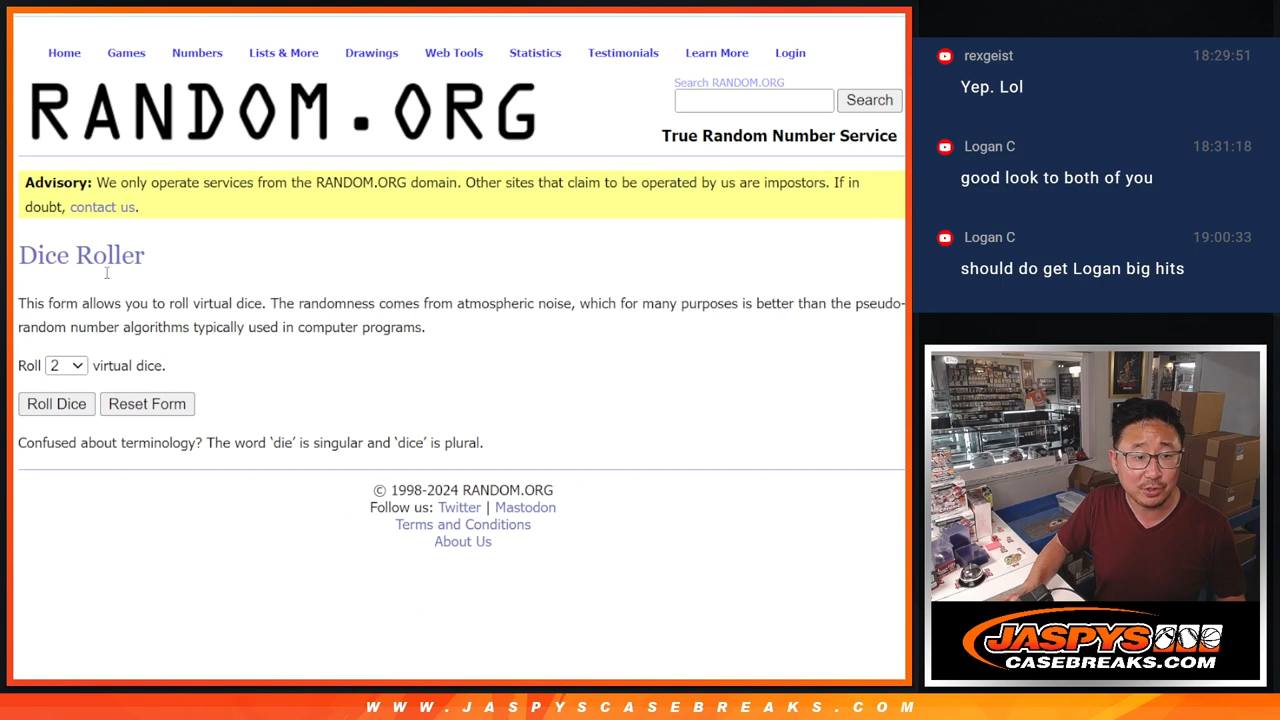 Home Games Numbers Lists & More Drawings Web Tools Statistics Testimonials Learn More Login
RANDOM.ORG
Search RANDOM.ORG
Search
True Random Number Service
Advisory: We only operate services from the RANDOM.ORG domain. Other sites that claim to be operated by us are impostors. If in
doubt, contact us.
Dice Roller
This form allows you to roll virtual dice. The randomness comes from atmospheric noise, which for many purposes is better than the pseudo-
random number algorithms typically used in computer programs.
Roll 2 virtual dice.
Roll Dice Reset Form
Confused about terminology? The word ‘die’ is singular and ‘dice’ is plural.
© 1998-2024 RANDOM.ORG
Follow us: Twitter | Mastodon
Terms and Conditions
About Us
rexgeist 18:29:51
Yep. Lol
Logan C 18:31:18
good look to both of you
Logan C 19:00:33
should do get Logan big hits
JASPYS
CASEBREAKS.COM
WWW.JASPYSCASEBREAKS.COM